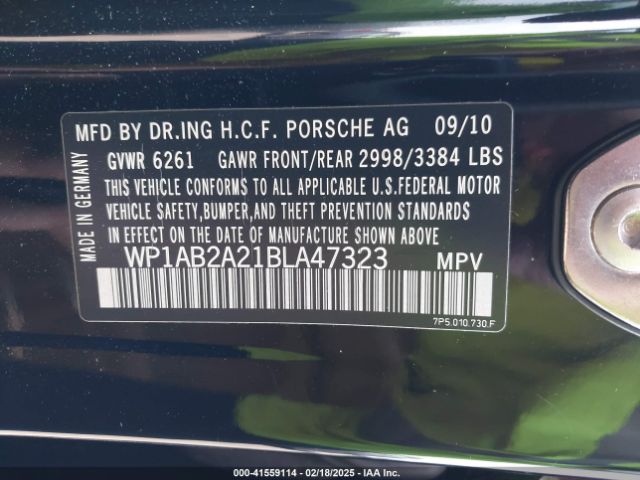 MFD BY DR.ING H.C.F. PORSCHE AG 09/10
GVWR 6261 GAWR FRONT/REAR 2998/3384 LBS
THIS VEHICLE CONFORMS TO ALL APPLICABLE U.S.FEDERAL MOTOR
VEHICLE SAFETY,BUMPER,AND THEFT PREVENTION STANDARDS
IN EFFECT ON THE DATE OF MANUFACTURE SHOWN ABOVE
WP1AB2A21BLA47323 MPV
MADE IN GERMANY
7P5.010.730.F
000-41559114 - 02/18/2025 - IAA Inc.